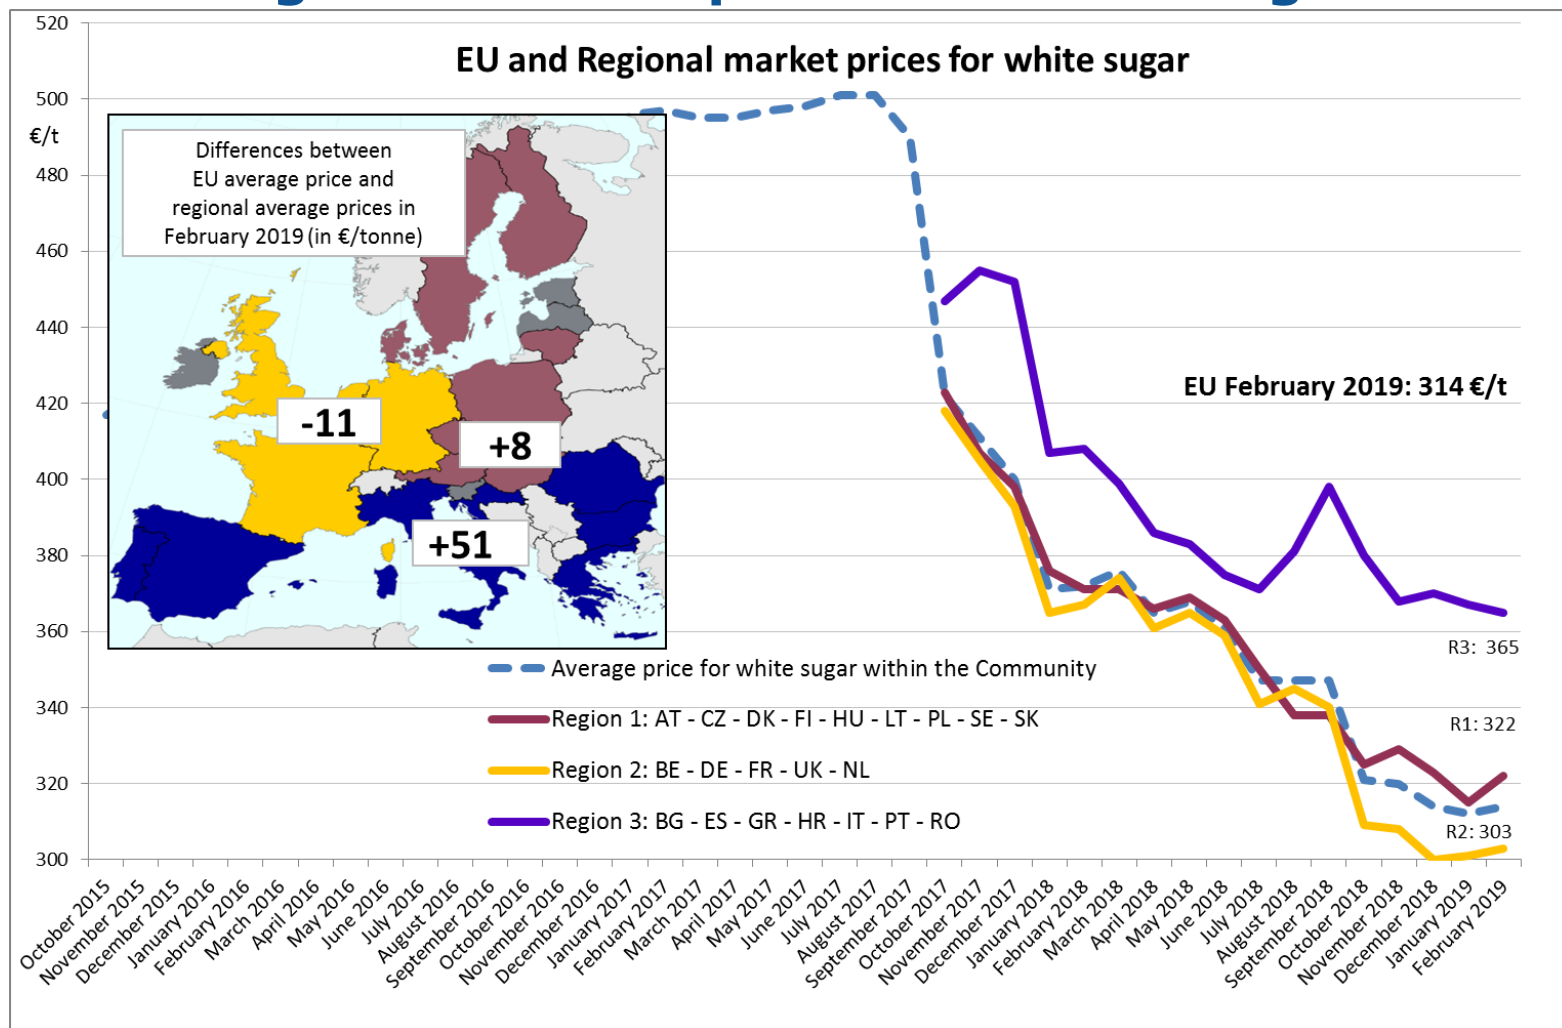 EU and Regional market prices for white sugar
520
500
€/t
480
460
440
420
400
380
360
340
320
300
Differences between
EU average price and
regional average prices in
February 2019 (in €/tonne)
-11
+8
+51
EU February 2019: 314 €/t
R3: 365
R1: 322
R2: 303
Average price for white sugar within the Community
Region 1: AT - CZ - DK - FI - HU - LT - PL - SE - SK
Region 2: BE - DE - FR - UK - NL
Region 3: BG - ES - GR - HR - IT - PT - RO
October 2015
November 2015
December 2015
January 2016
February 2016
March 2016
April 2016
May 2016
June 2016
July 2016
August 2016
September 2016
October 2016
November 2016
December 2016
January 2017
February 2017
March 2017
April 2017
May 2017
June 2017
July 2017
August 2017
September 2017
October 2017
November 2017
December 2017
January 2018
February 2018
March 2018
April 2018
May 2018
June 2018
July 2018
August 2018
September 2018
October 2018
November 2018
December 2018
January 2019
February 2019